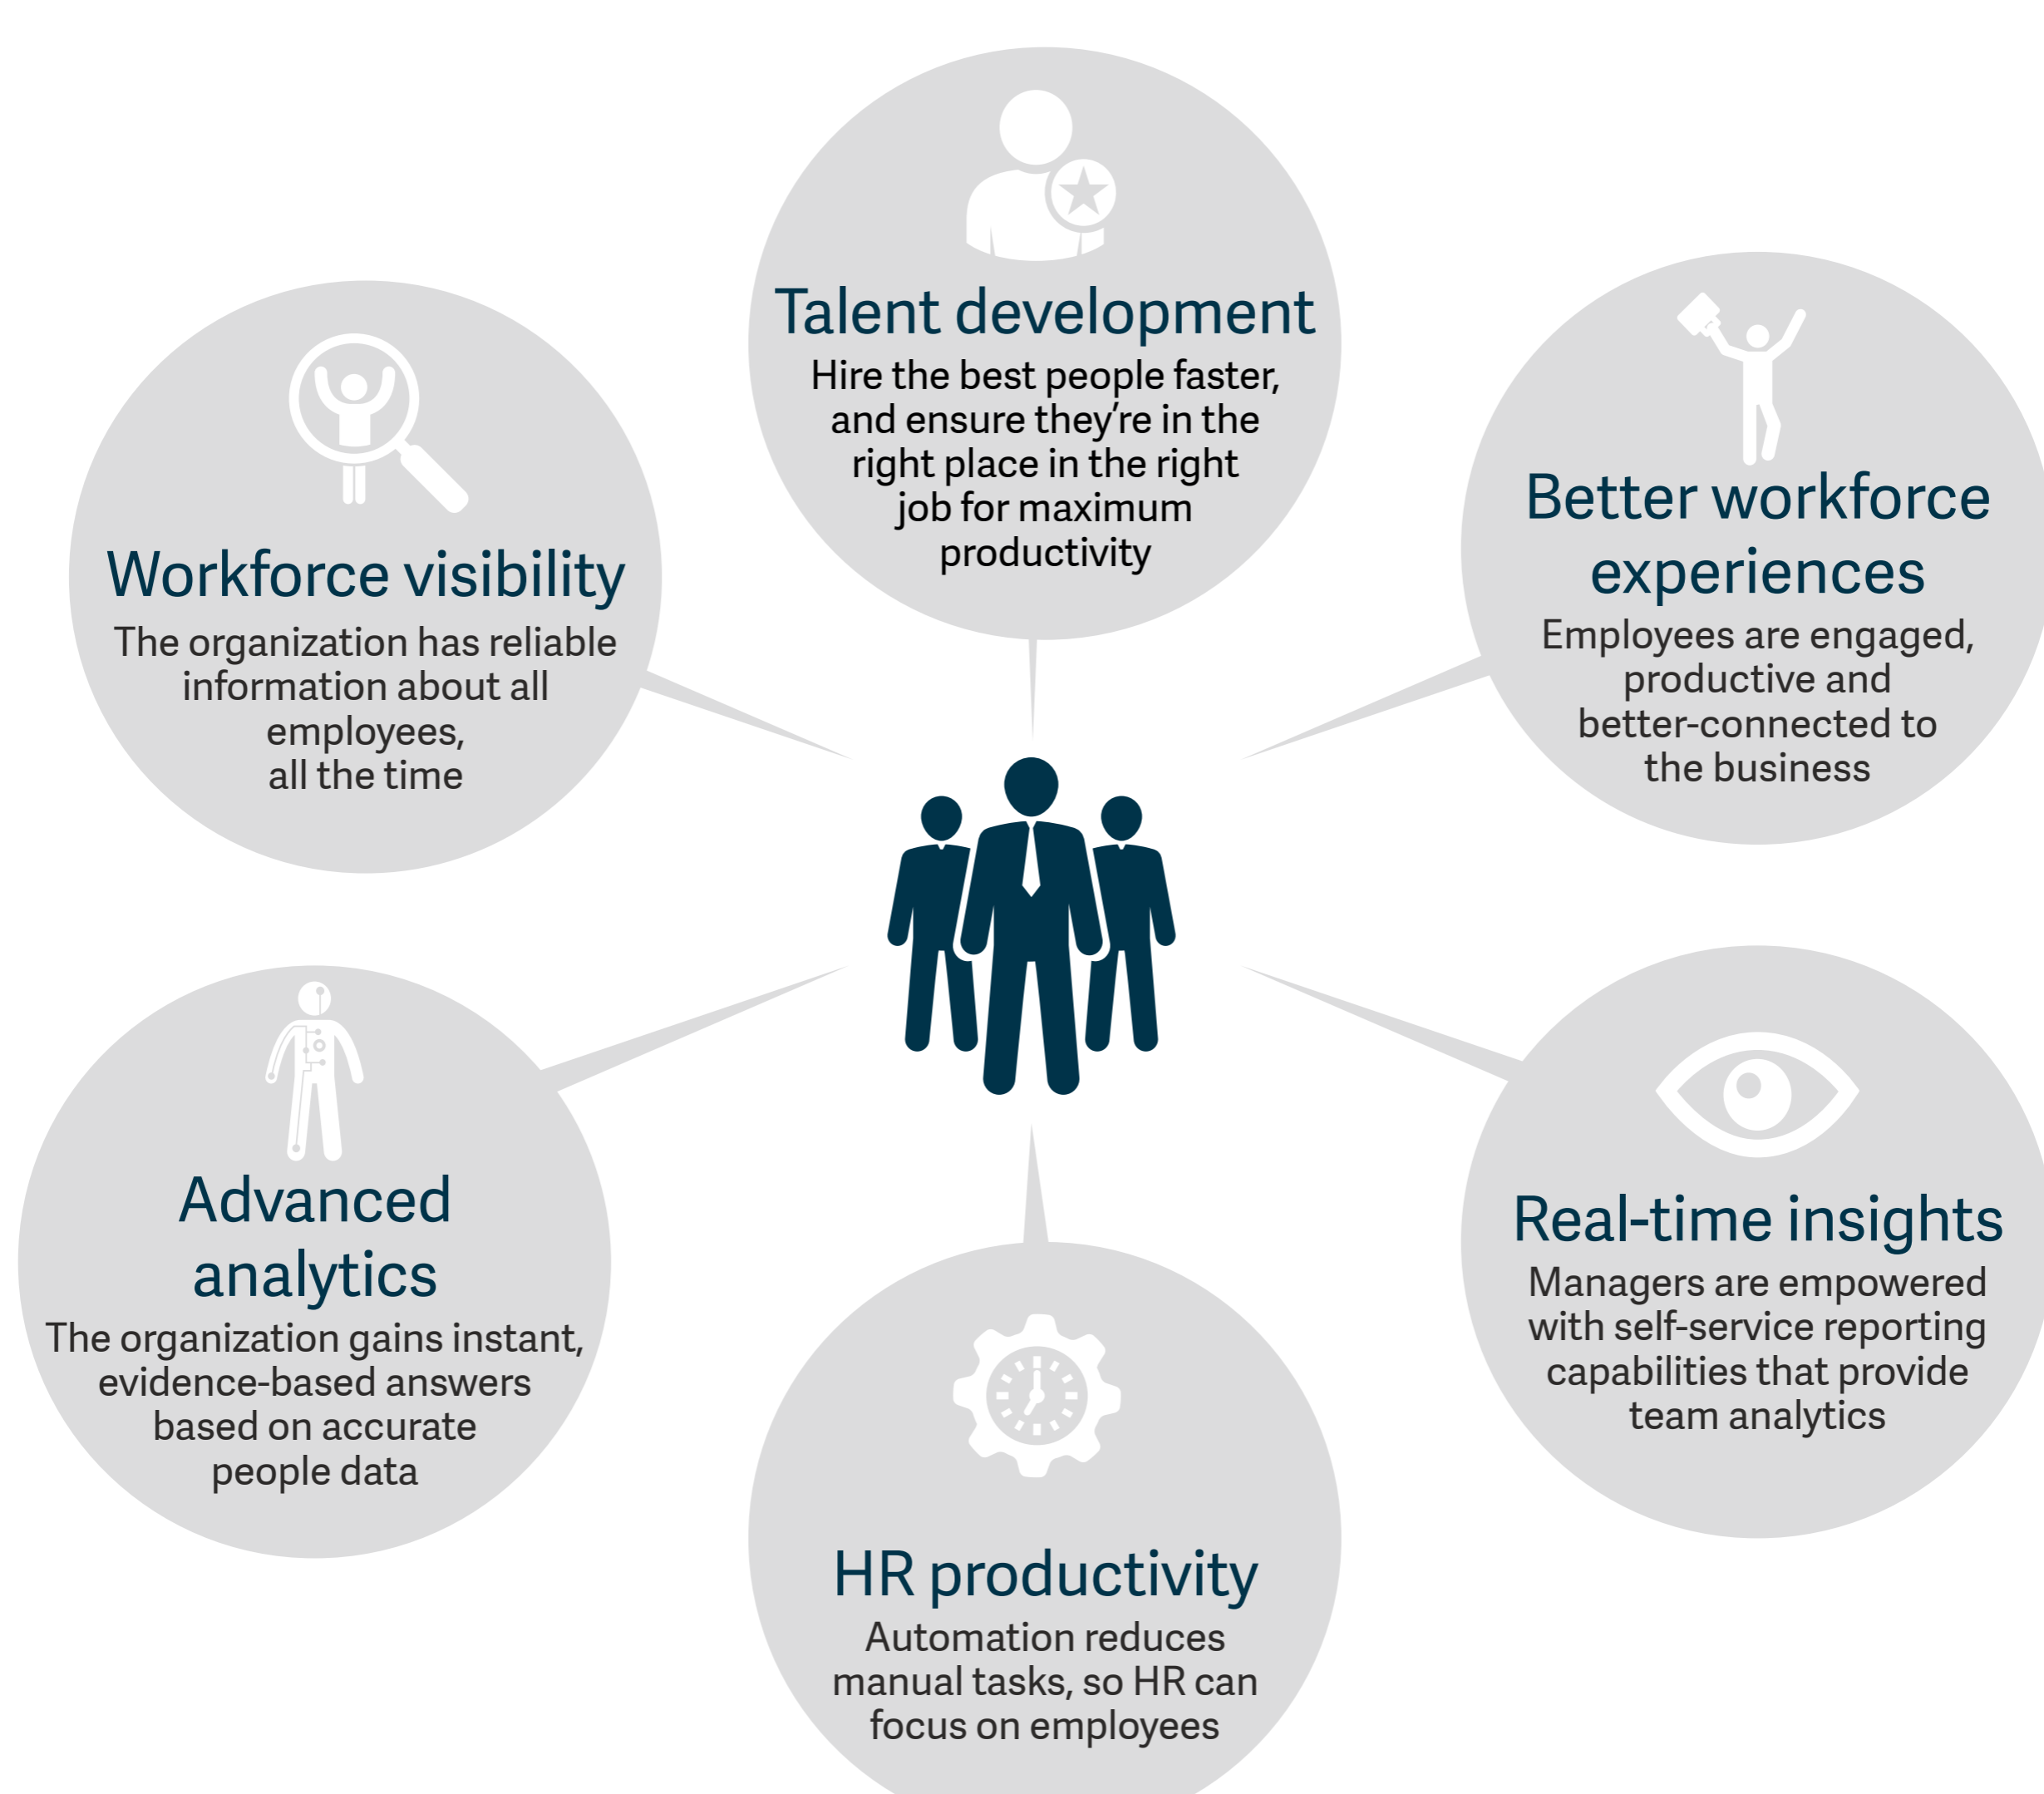 Talent development
Hire the best people faster,
and ensure they're in the
right place in the right
job for maximum
productivity
Workforce visibility
The organization has reliable
information about all
employees,
all the time
Better workforce
experiences
Employees are engaged,
productive and
better-connected to
the business
Advanced
analytics
The organization gains instant,
evidence-based answers
based on accurate
people data
Real-time insights
Managers are empowered
with self-service reporting
capabilities that provide
team analytics
HR productivity
Automation reduces
manual tasks, so HR can
focus on employees